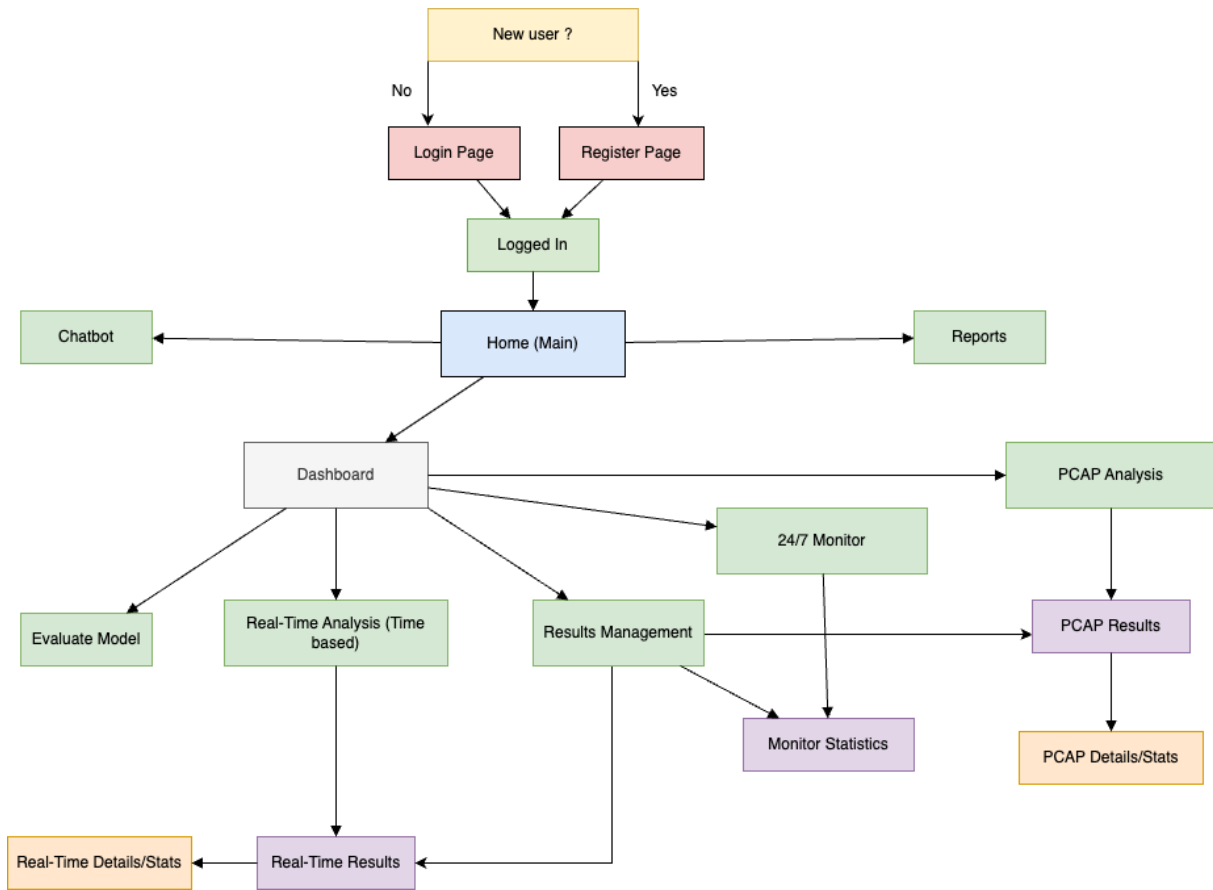 New user ?
No
Yes
Login Page
Register Page
Logged In
Chatbot
Home (Main)
Reports
Dashboard
PCAP Analysis
24/7 Monitor
Evaluate Model
Real-Time Analysis (Time
based)
Results Management
PCAP Results
Monitor Statistics
PCAP Details/Stats
Real-Time Details/Stats
Real-Time Results